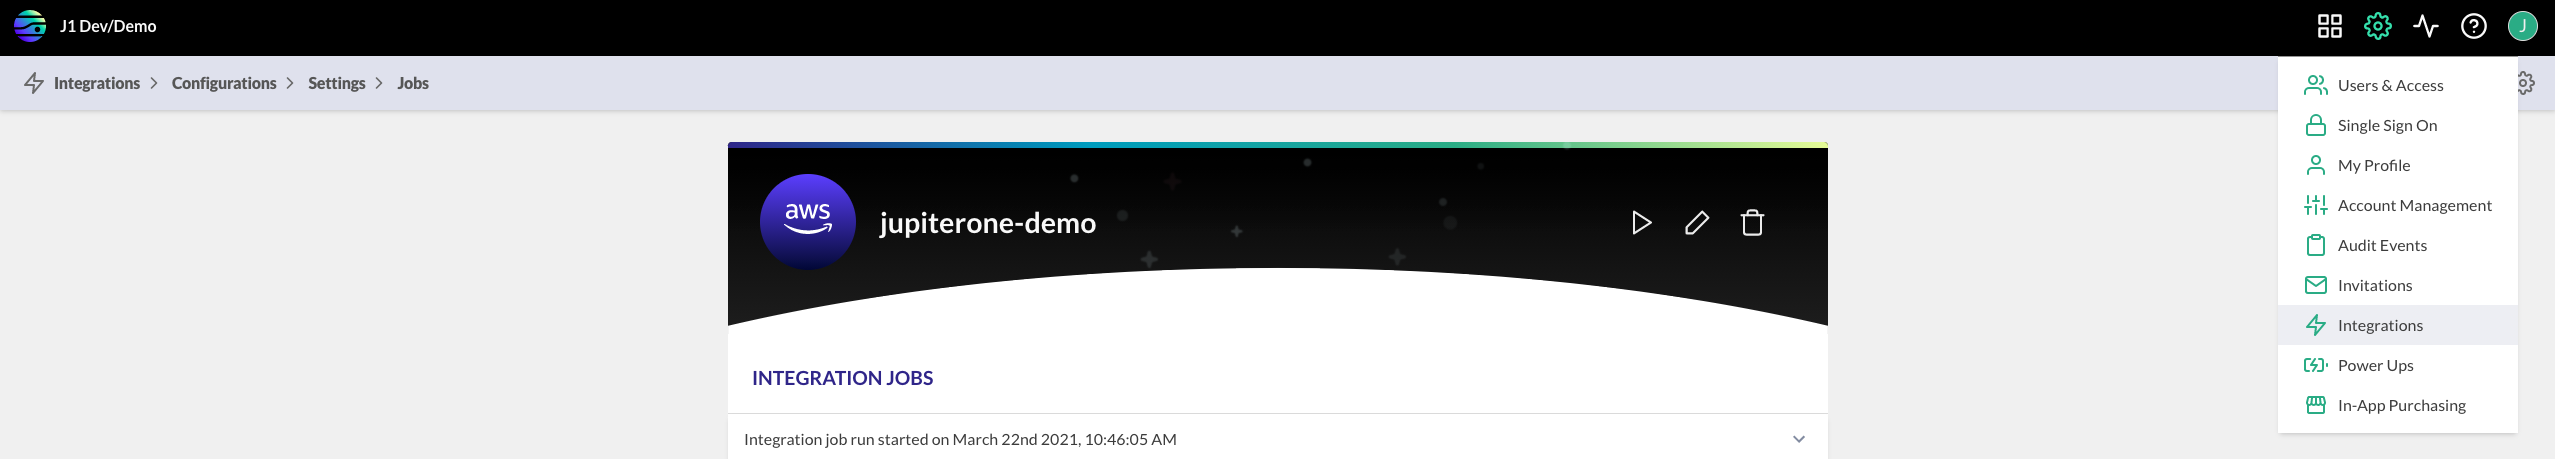 J1 Dev/Demo
J
Integrations > Configurations > Settings > Jobs
Users & Access
Single Sign On
My Profile
Account Management
Audit Events
Invitations
Integrations
Power Ups
In-App Purchasing
aws
jupiterone-demo
INTEGRATION JOBS
Integration job run started on March 22nd 2021, 10:46:05 AM